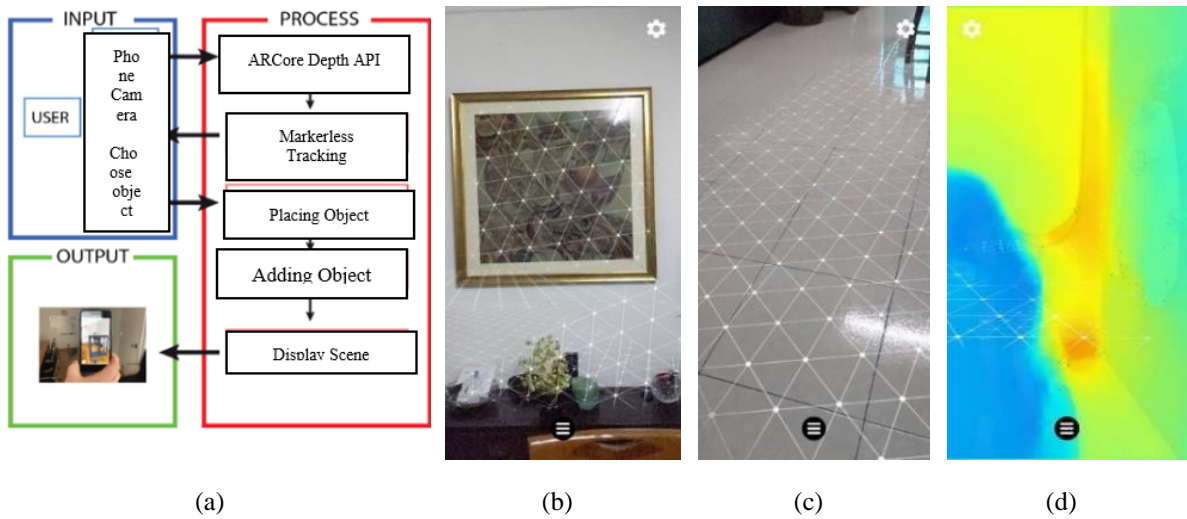 INPUT
PROCESS
Pho
ne
Cam
era
Cho
ose
obje
ct
USER
ARCore Depth API
Markerless
Tracking
Placing Object
Adding Object
Display Scene
OUTPUT
(a)
(b)
(c)
(d)